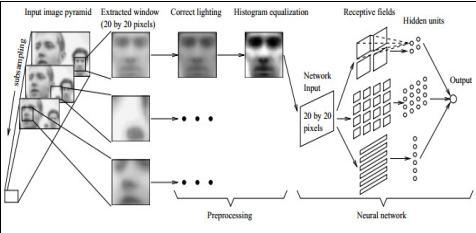 Input image pyramid
Extracted window
(20 by 20 pixels)
Correct lighting
Histogram equalization
Receptive fields
Hidden units
subsampling
Network
Input
20 by 20
pixels
Output
Preprocessing
Neural network